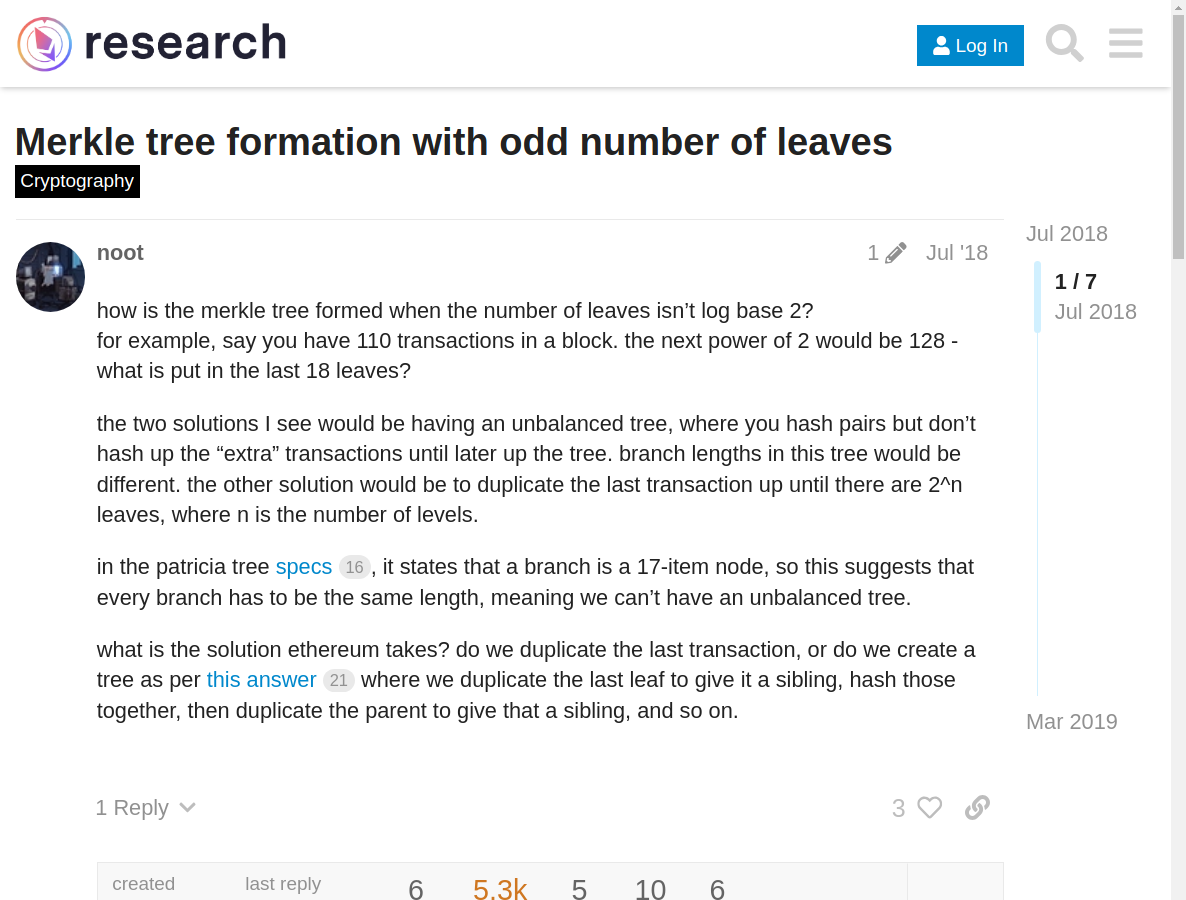 research
Log In
Merkle tree formation with odd number of leaves
Cryptography
noot
1
Jul '18
how is the merkle tree formed when the number of leaves isn’t log base 2?
for example, say you have 110 transactions in a block. the next power of 2 would be 128 -
what is put in the last 18 leaves?
the two solutions I see would be having an unbalanced tree, where you hash pairs but don’t
hash up the “extra” transactions until later up the tree. branch lengths in this tree would be
different. the other solution would be to duplicate the last transaction up until there are 2^n
leaves, where n is the number of levels.
in the patricia tree specs 16, it states that a branch is a 17-item node, so this suggests that
every branch has to be the same length, meaning we can’t have an unbalanced tree.
what is the solution ethereum takes? do we duplicate the last transaction, or do we create a
tree as per this answer 21 where we duplicate the last leaf to give it a sibling, hash those
together, then duplicate the parent to give that a sibling, and so on.
1 Reply
3
created
last reply
6
5.3k
5
10
6
Jul 2018
1 / 7
Jul 2018
Mar 2019